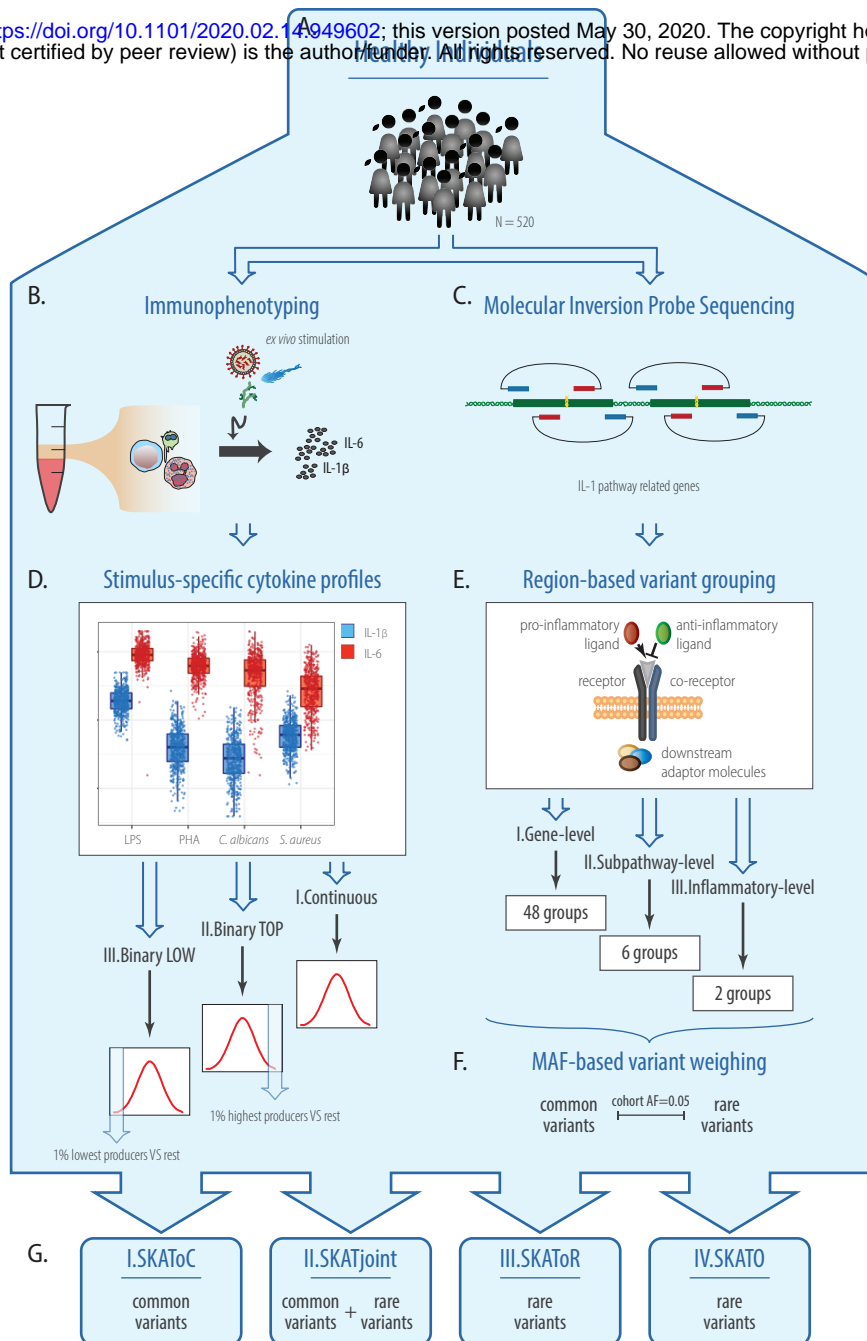 tps://doi.org/10.1101/2020.02.14.949602; this version posted May 30, 2020. The copyright ho
t certified by peer review) is the author/funder. All rights reserved. No reuse allowed without p
A.
Healthy Individuals
N = 520
B.
Immunophenotyping
ex vivo stimulation
IL-6
IL-1β
C.
Molecular Inversion Probe Sequencing
IL-1 pathway related genes
D.
Stimulus-specific cytokine profiles
IL-1β
IL-6
LPS PHA C. albicans S. aureus
I.Continuous
II.Binary TOP
III.Binary LOW
1% highest producers VS rest
1% lowest producers VS rest
E.
Region-based variant grouping
pro-inflammatory
ligand
anti-inflammatory
ligand
receptor
co-receptor
downstream
adaptor molecules
I.Gene-level
II.Subpathway-level
III.Inflammatory-level
48 groups
6 groups
2 groups
F.
MAF-based variant weighing
common
variants
cohort AF=0.05
rare
variants
G.
I.SKAToC
common
variants
II.SKATjoint
common
variants
+
rare
variants
III.SKAToR
rare
variants
IV.SKATO
rare
variants